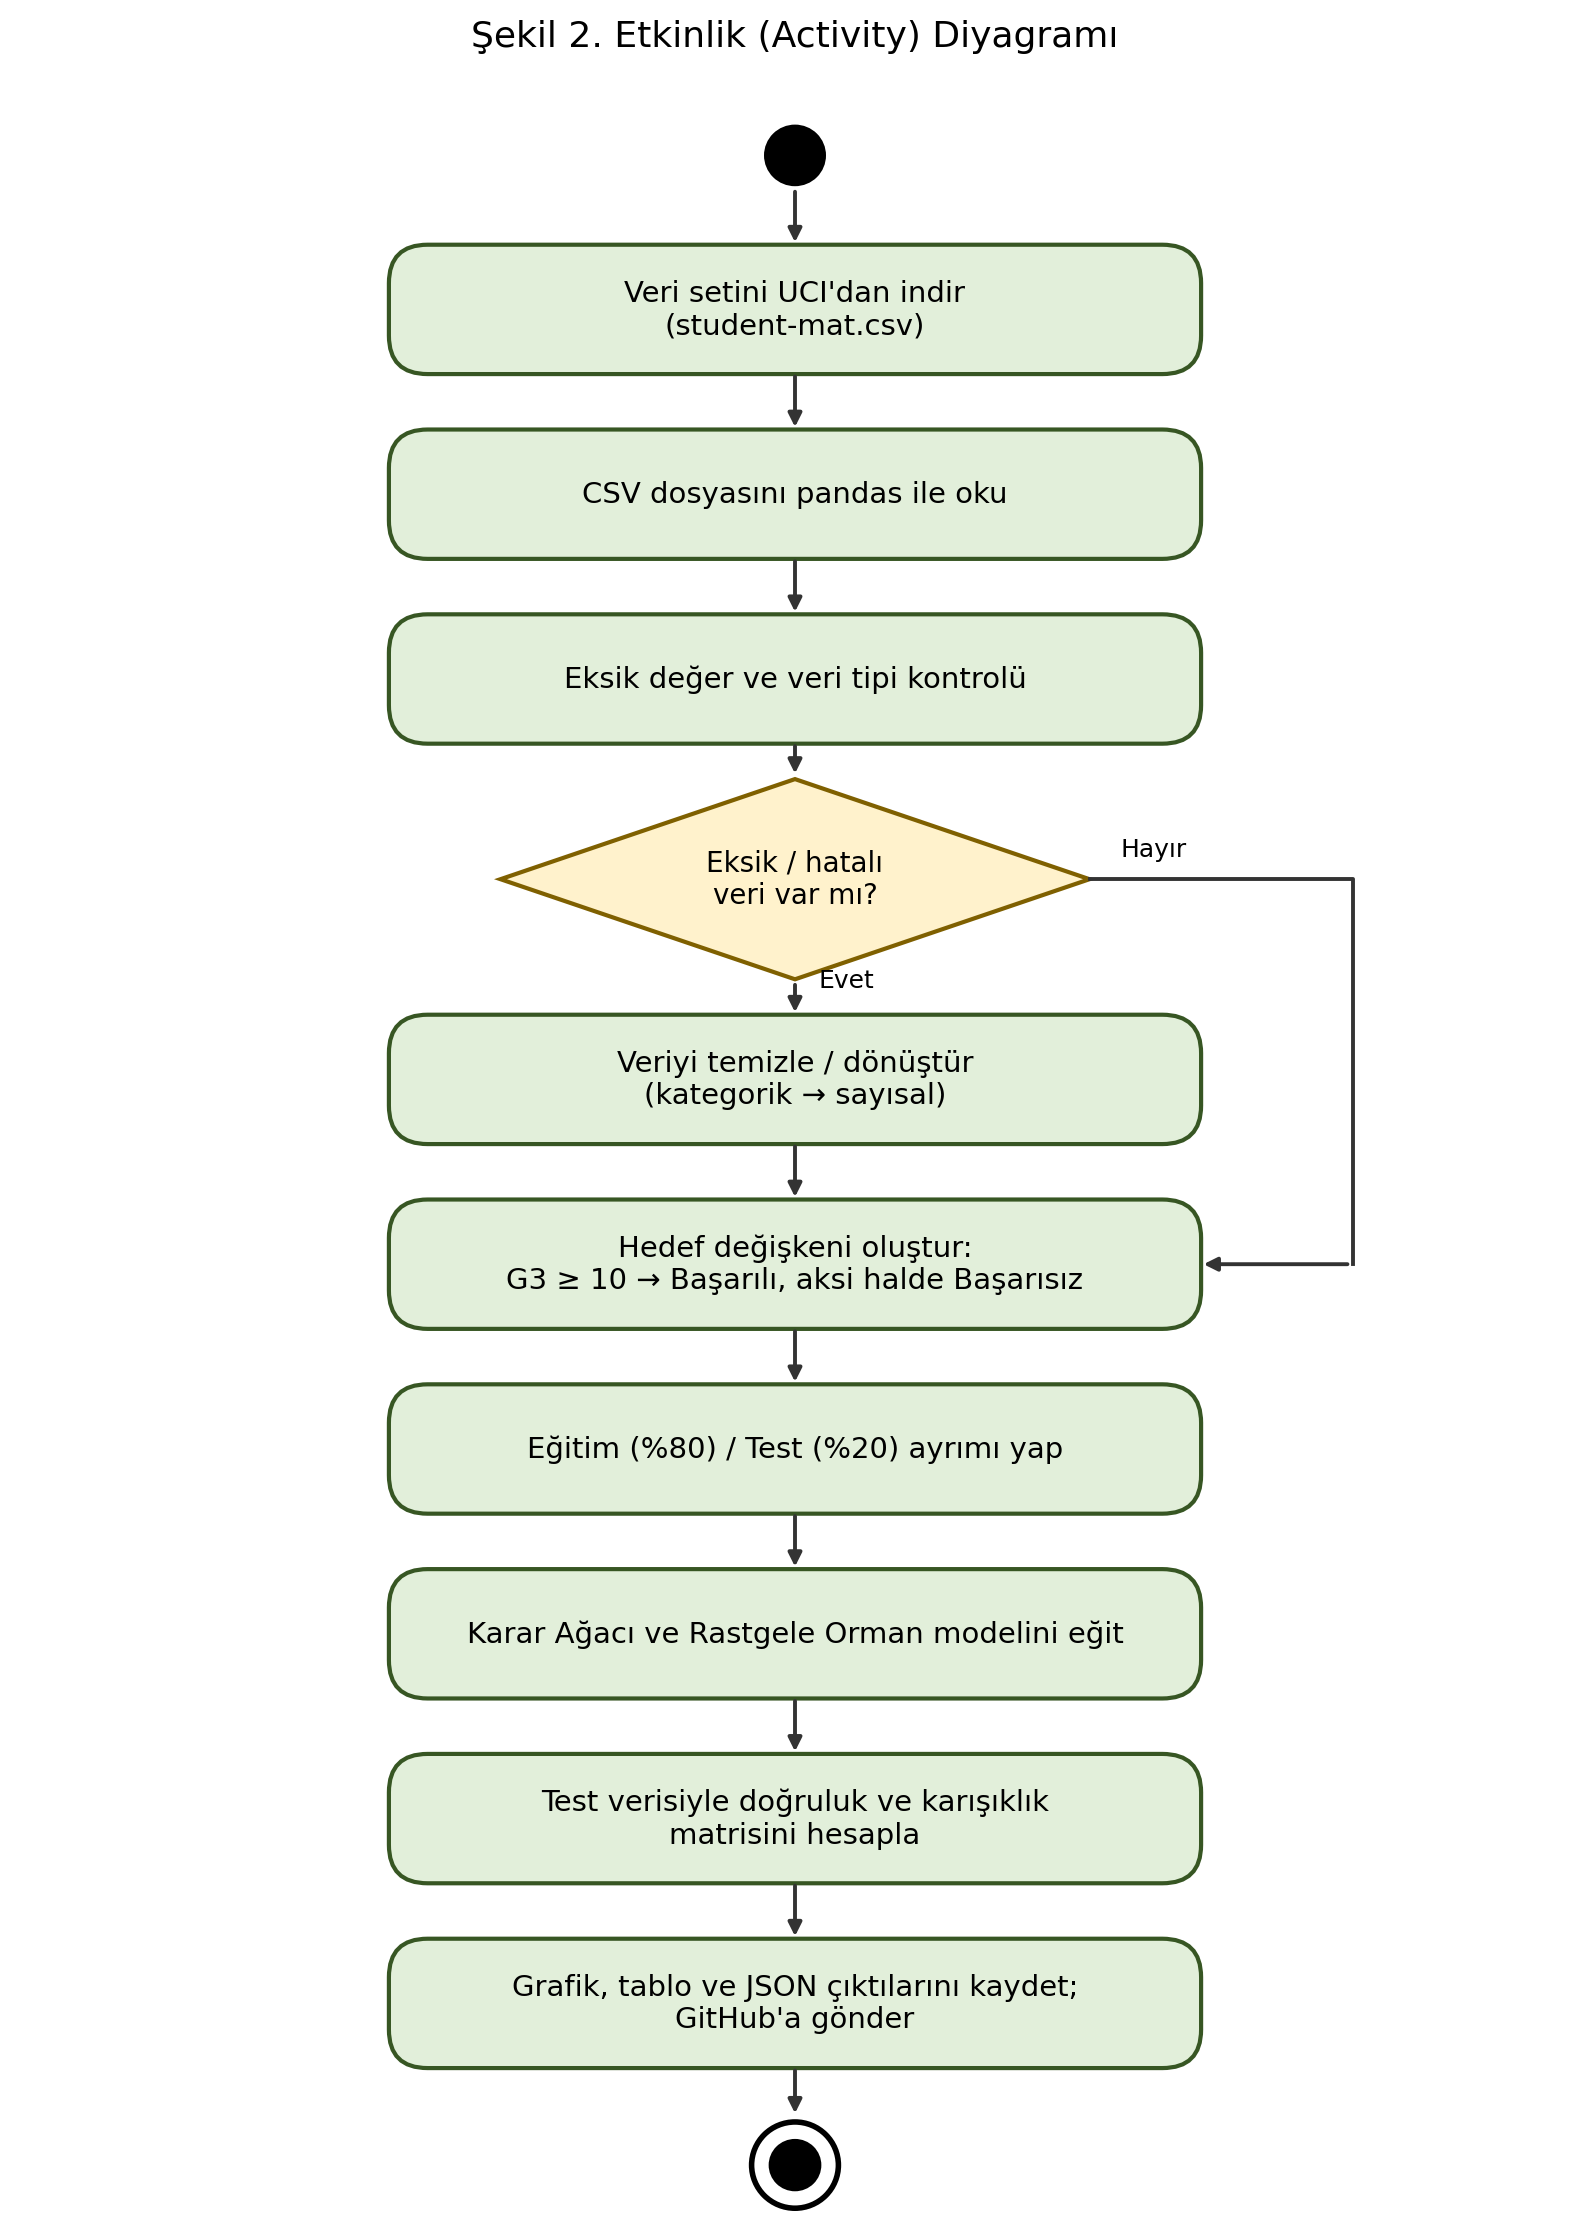 Şekil 2. Etkinlik (Activity) Diyagramı
Veri setini UCI'dan indir
(student-mat.csv)
CSV dosyasını pandas ile oku
Eksik değer ve veri tipi kontrolü
Eksik / hatalı
veri var mı?
Hayır
Evet
Veriyi temizle / dönüştür
(kategorik → sayısal)
Hedef değişkeni oluştur:
G3 ≥ 10 → Başarılı, aksi halde Başarısız
Eğitim (%80) / Test (%20) ayrımı yap
Karar Ağacı ve Rastgele Orman modelini eğit
Test verisiyle doğruluk ve karışıklık
matrisini hesapla
Grafik, tablo ve JSON çıktılarını kaydet;
GitHub'a gönder